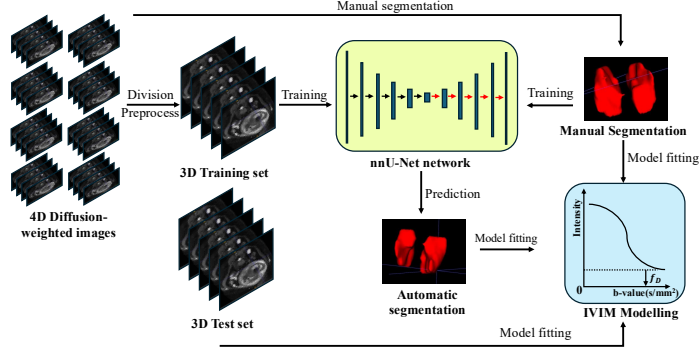 Manual segmentation
Division
Preprocess
Training
Training
3D Training set
nnU-Net network
Manual Segmentation
Model fitting
Prediction
4D Diffusion-
weighted images
Model fitting
Intensity
f_D
0
b-value(s/mm²)
Automatic
segmentation
3D Test set
IVIM Modelling
Model fitting